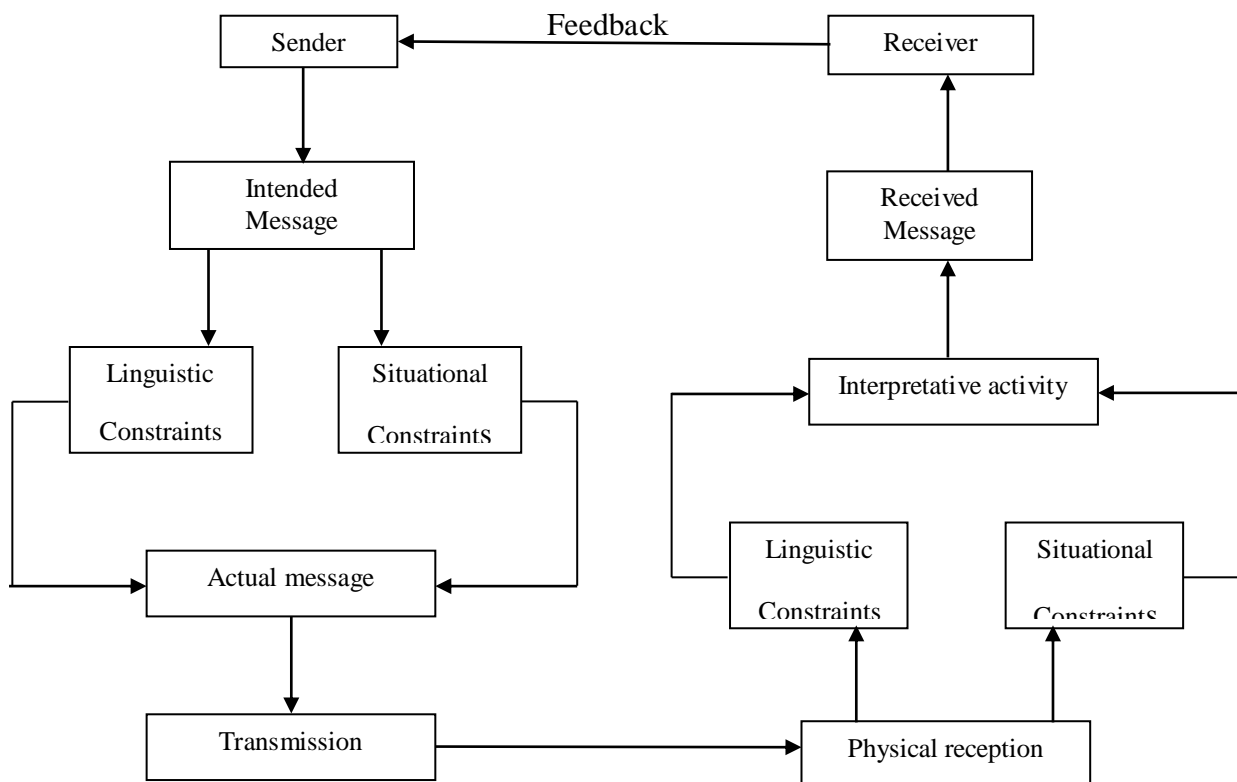 Sender
Feedback
Receiver
Intended
Message
Received
Message
Linguistic
Constraints
Situational
Constraints
Interpretative activity
Actual message
Linguistic
Constraints
Situational
Constraints
Transmission
Physical reception